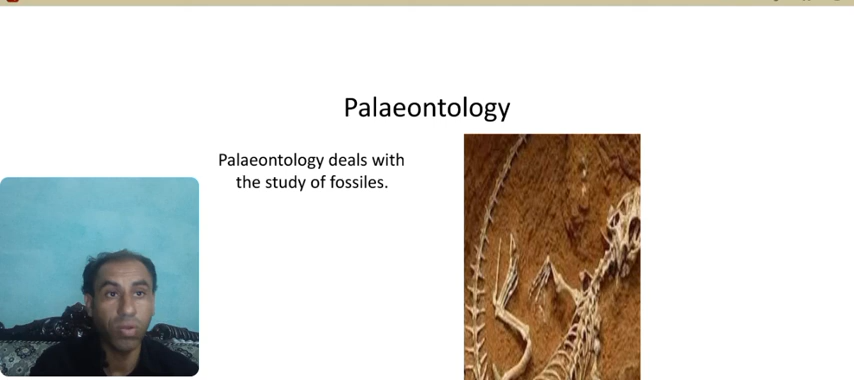 Palaeontology
Palaeontology deals with
the study of fossiles.